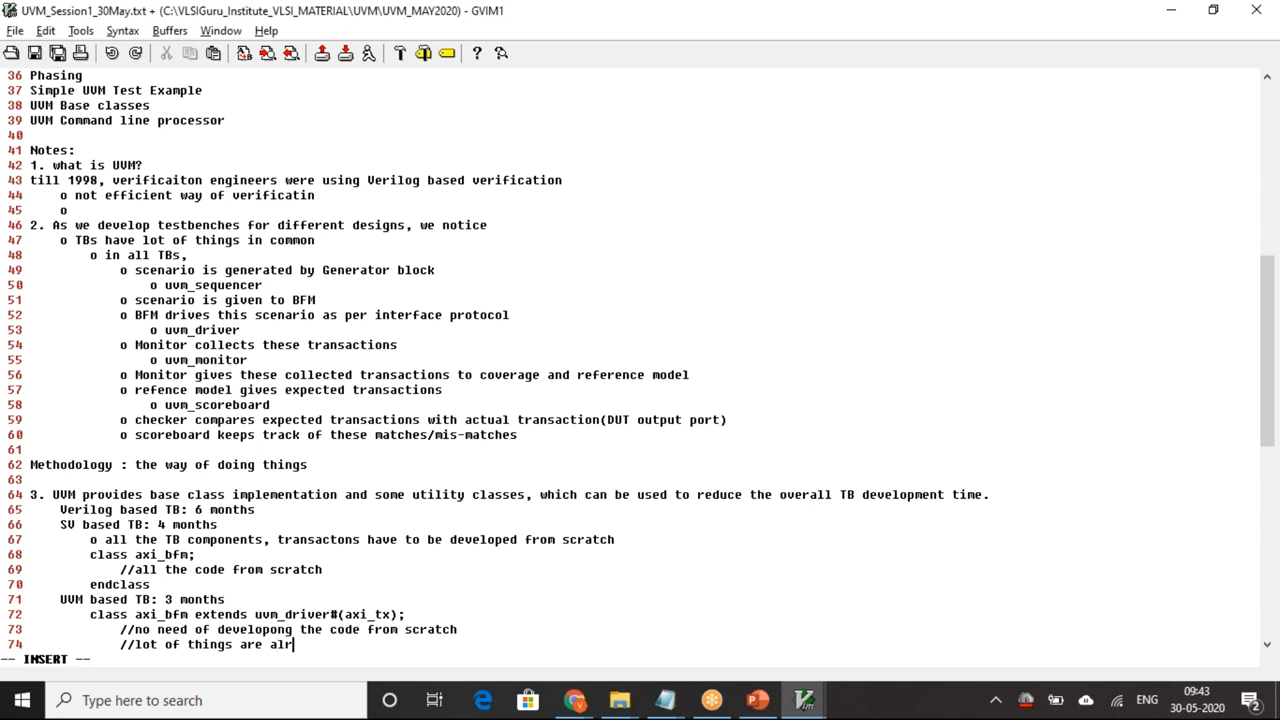 UVM_Session1_30May.txt + (C:\VLSIGuru_Institute_VLSI_MATERIAL\UVM\UVM_MAY2020) - GVIM1
File Edit Tools Syntax Buffers Window Help
36 Phasing
37 Simple UVM Test Example
38 UVM Base classes
39 UVM Command line processor
40
41 Notes:
42 1. what is UVM?
43 till 1998, verificaiton engineers were using Verilog based verification
44 o not efficient way of verificatin
45 o
46 2. As we develop testbenches for different designs, we notice
47 o TBs have lot of things in common
48 o in all TBs,
49 o scenario is generated by Generator block
50 o uvm_sequencer
51 o scenario is given to BFM
52 o BFM drives this scenario as per interface protocol
53 o uvm_driver
54 o Monitor collects these transactions
55 o uvm_monitor
56 o Monitor gives these collected transactions to coverage and reference model
57 o refence model gives expected transactions
58 o uvm_scoreboard
59 o checker compares expected transactions with actual transaction(DUT output port)
60 o scoreboard keeps track of these matches/mis-matches
61
62 Methodology : the way of doing things
63
64 3. UVM provides base class implementation and some utility classes, which can be used to reduce the overall TB development time.
65 Verilog based TB: 6 months
66 SV based TB: 4 months
67 o all the TB components, transactons have to be developed from scratch
68 class axi_bfm;
69 //all the code from scratch
70 endclass
71 UVM based TB: 3 months
72 class axi_bfm extends uvm_driver#(axi_tx);
73 //no need of developong the code from scratch
74 //lot of things are alr
-- INSERT --
Type here to search
ENG
09:43
30-05-2020
2